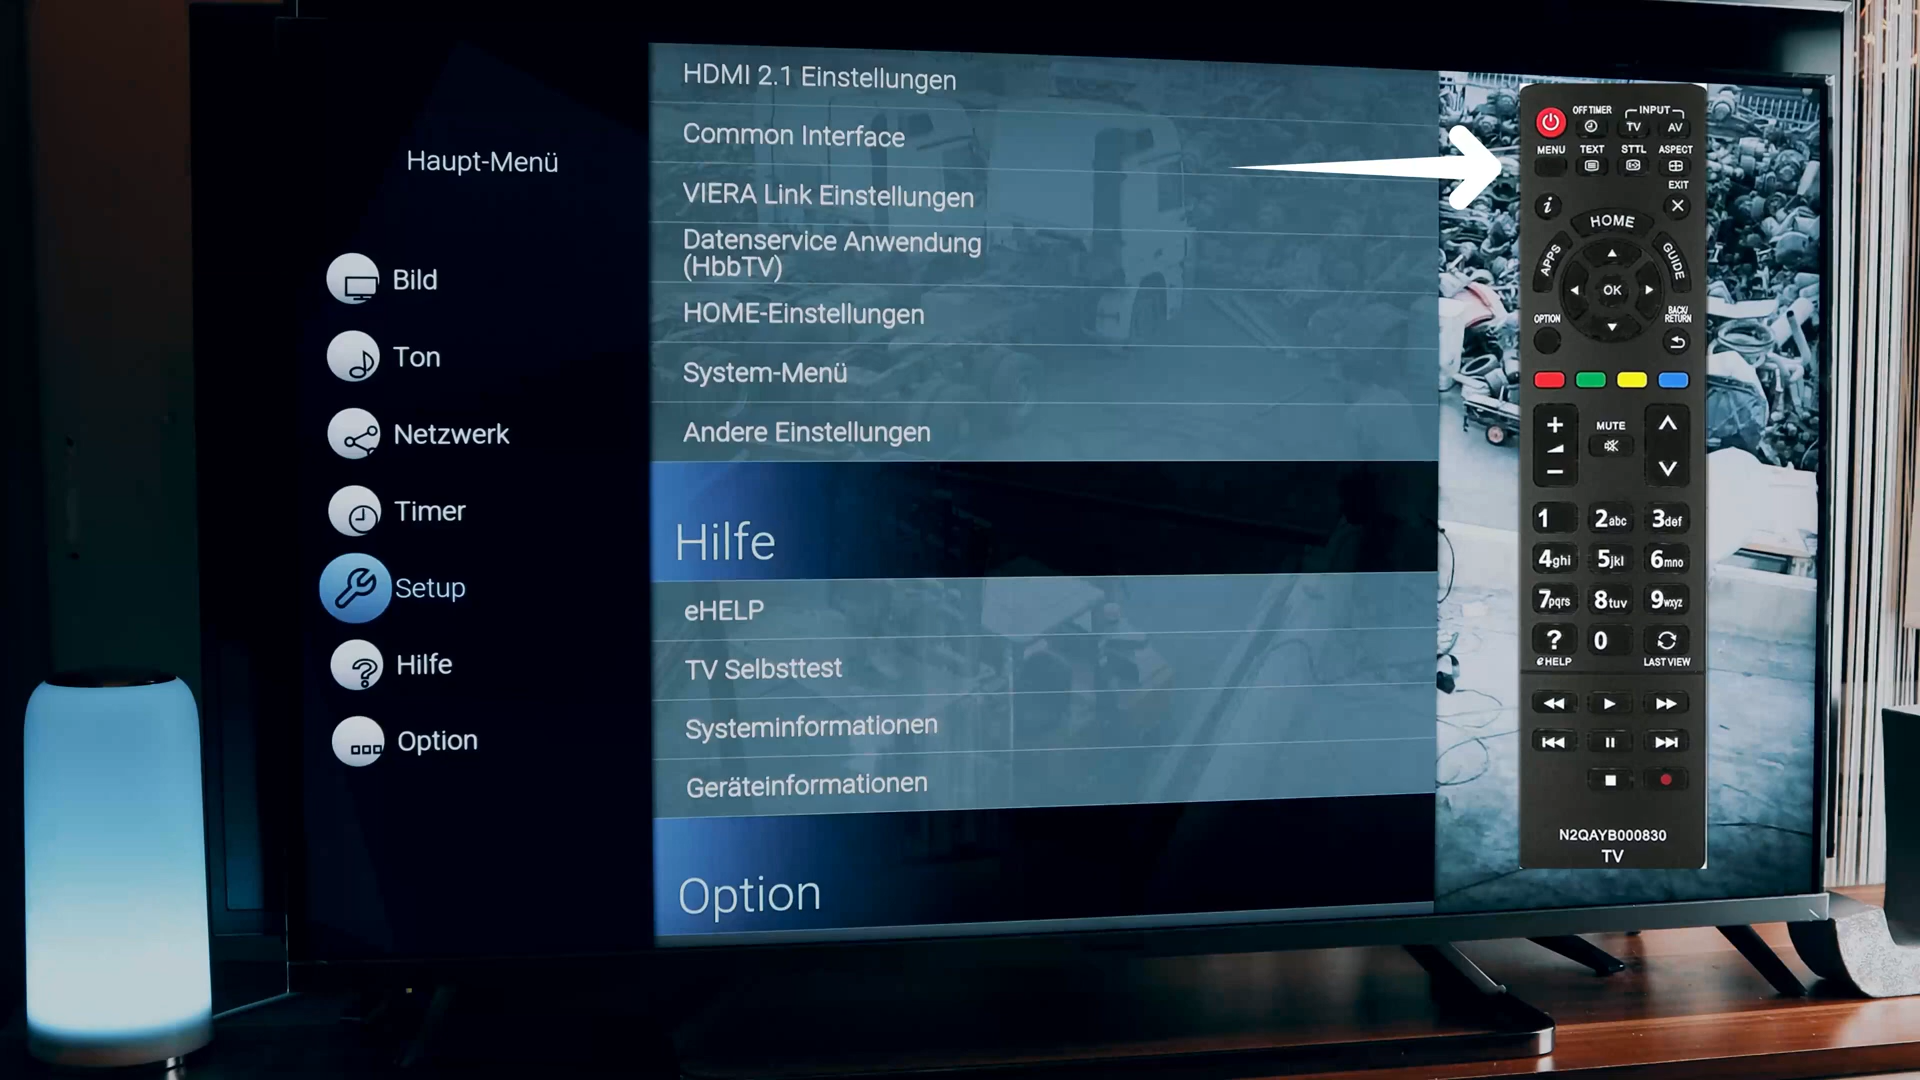 Haupt-Menü
Bild
Ton
Netzwerk
Timer
Setup
Hilfe
Option
HDMI 2.1 Einstellungen
Common Interface
VIERA Link Einstellungen
Datenservice Anwendung
(HbbTV)
HOME-Einstellungen
System-Menü
Andere Einstellungen
Hilfe
eHELP
TV Selbsttest
Systeminformationen
Geräteinformationen
Option
OFF TIMER INPUT
TV AV
MENU TEXT STTL ASPECT
EXIT
i
HOME
APPS GUIDE
OK
OPTION BACK/
RETURN
+ MUTE
−
1 2abc 3def
4ghi 5jkl 6mno
7pqrs 8tuv 9wxyz
? 0
eHELP LAST VIEW
N2QAYB000830
TV